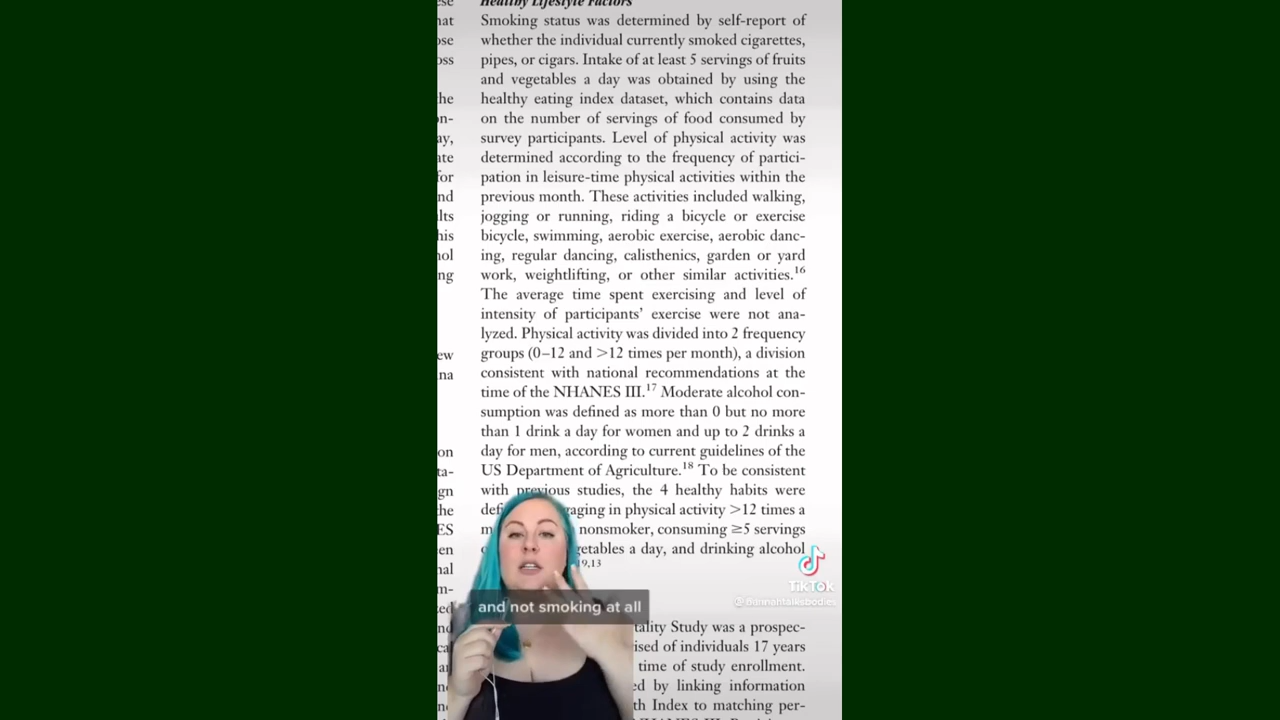 Healthy Lifestyle Factors
Smoking status was determined by self-report of
whether the individual currently smoked cigarettes,
pipes, or cigars. Intake of at least 5 servings of fruits
and vegetables a day was obtained by using the
healthy eating index dataset, which contains data
on the number of servings of food consumed by
survey participants. Level of physical activity was
determined according to the frequency of partici-
pation in leisure-time physical activities within the
previous month. These activities included walking,
jogging or running, riding a bicycle or exercise
bicycle, swimming, aerobic exercise, aerobic danc-
ing, regular dancing, calisthenics, garden or yard
work, weightlifting, or other similar activities.16
The average time spent exercising and level of
intensity of participants' exercise were not ana-
lyzed. Physical activity was divided into 2 frequency
groups (0–12 and >12 times per month), a division
consistent with national recommendations at the
time of the NHANES III.17 Moderate alcohol con-
sumption was defined as more than 0 but no more
than 1 drink a day for women and up to 2 drinks a
day for men, according to current guidelines of the
US Department of Agriculture.18 To be consistent
with previous studies, the 4 healthy habits were
aging in physical activity >12 times a
nonsmoker, consuming ≥5 servings
getables a day, and drinking alcohol
19,13
TikTok
and not smoking at all
tality Study was a prospec-
ised of individuals 17 years
time of study enrollment.
ed by linking information
th Index to matching per-